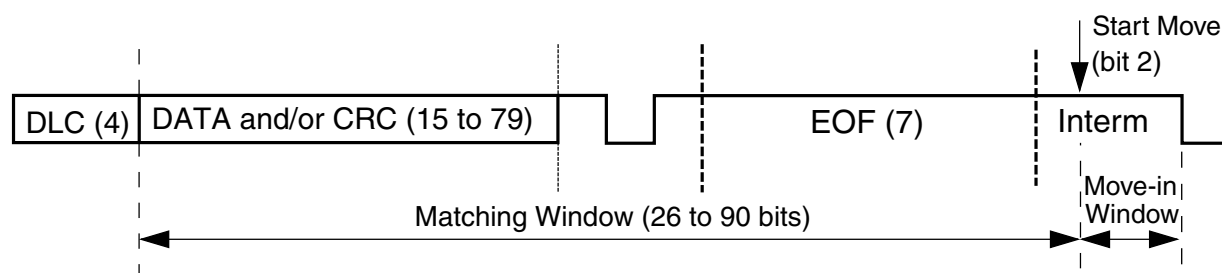 Start Move
(bit 2)
DLC (4)
DATA and/or CRC (15 to 79)
EOF (7)
Interm
Move-in
Window
Matching Window (26 to 90 bits)